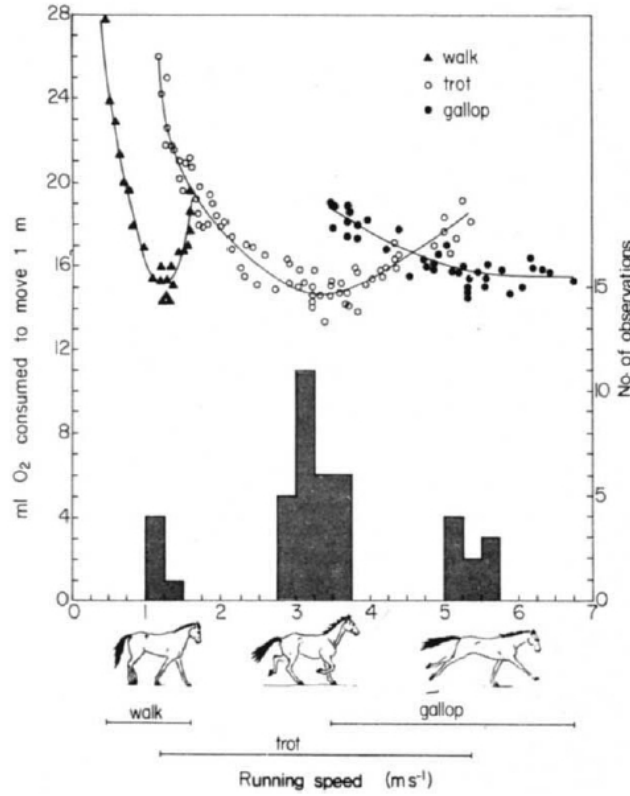 28
24
20
16
12
8
4
0
ml O₂ consumed to move 1 m
▲ walk
○ trot
● gallop
15
10
5
0
No. of observations
0 1 2 3 4 5 6 7
walk
gallop
trot
Running speed (m s⁻¹)